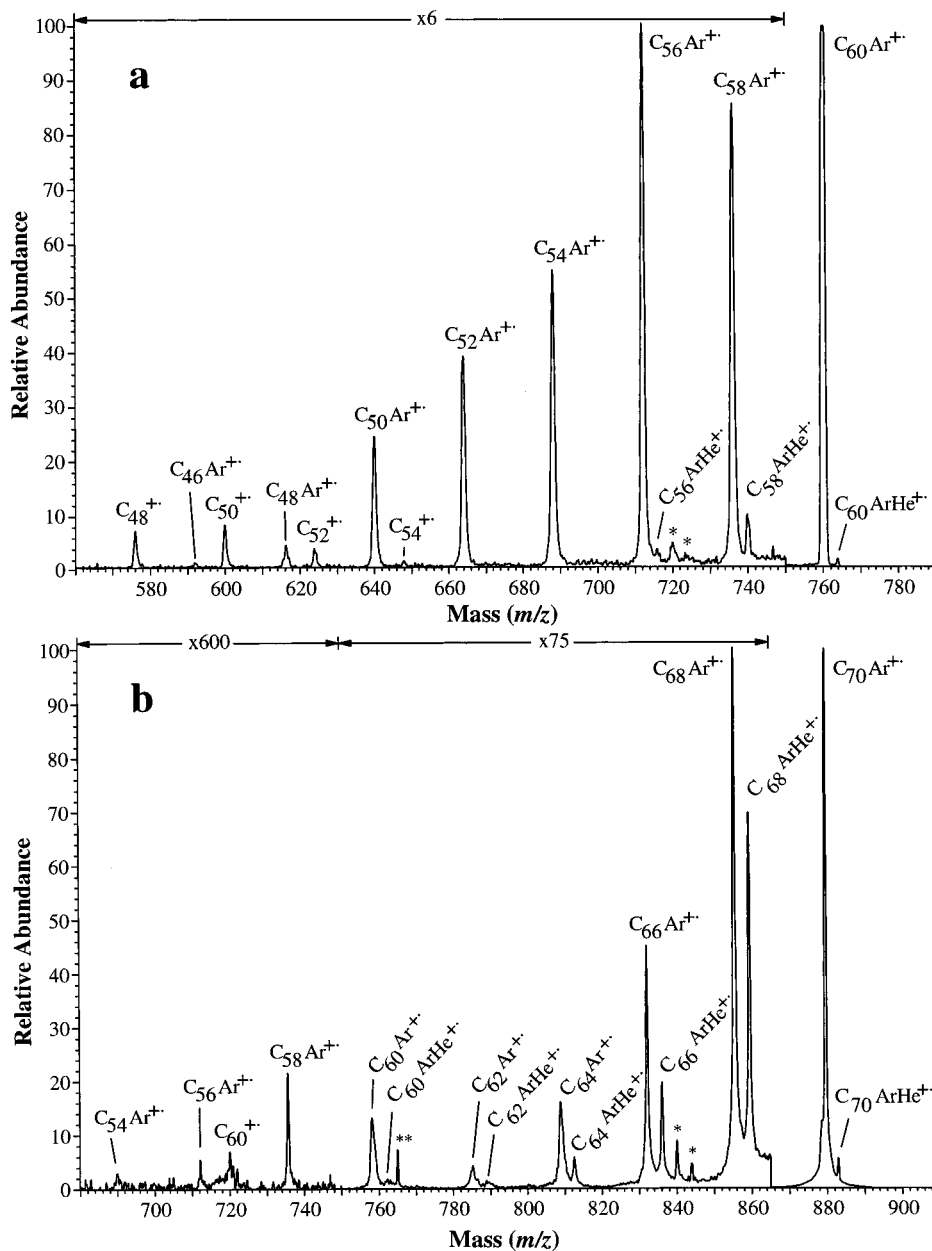 x6
a
C56Ar+·
C58Ar+·
C60Ar+·
C54Ar+·
C52Ar+·
C50Ar+·
C46Ar+·
C48+·
C50+·
C48Ar+·
C52+·
C54+·
C56ArHe+·
* *
C58ArHe+·
C60ArHe+·
Relative Abundance
100
90
80
70
60
50
40
30
20
10
0
580 600 620 640 660 680 700 720 740 760 780
Mass (m/z)
x600 x75
b
C68Ar+·
C70Ar+·
C68ArHe+·
C66Ar+·
C66ArHe+·
C58Ar+·
C60Ar+·
C60ArHe+·
**
C62Ar+·
C62ArHe+·
C64Ar+·
C64ArHe+·
C54Ar+·
C56Ar+·
C60+·
*
*
C70ArHe+·
Relative Abundance
100
90
80
70
60
50
40
30
20
10
0
700 720 740 760 780 800 820 840 860 880 900
Mass (m/z)